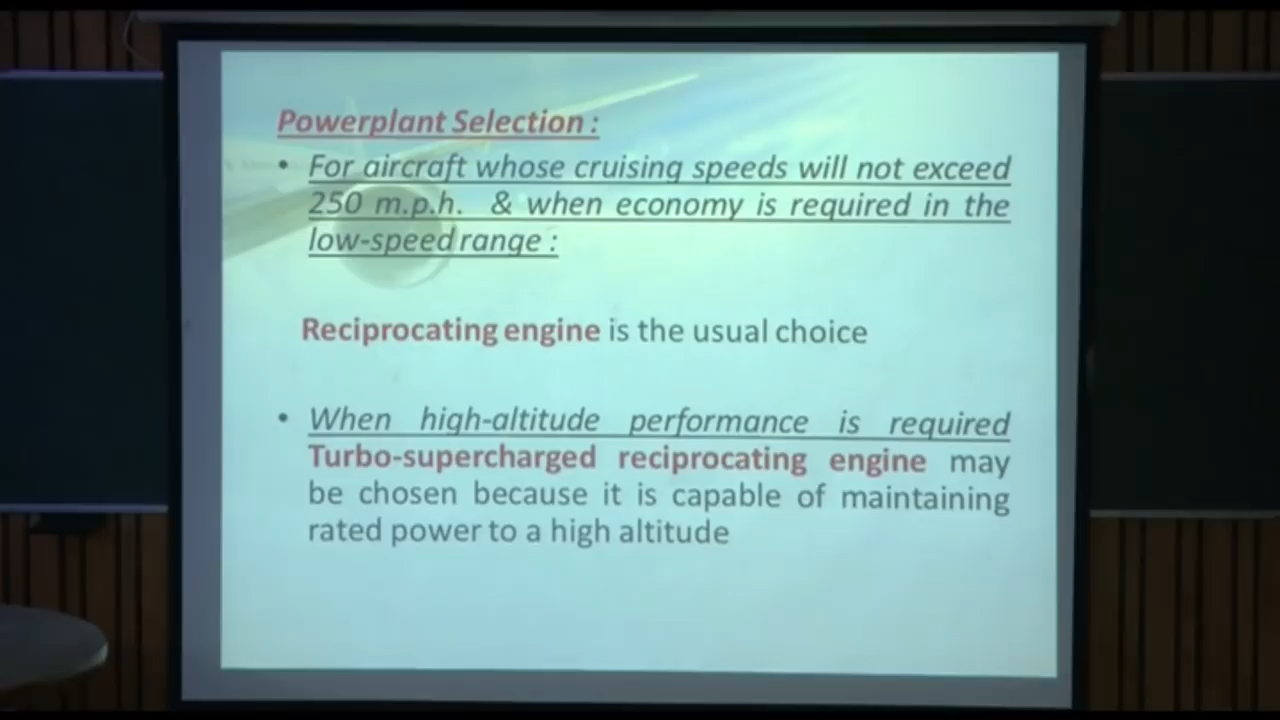 Powerplant Selection :
• For aircraft whose cruising speeds will not exceed
250 m.p.h. & when economy is required in the
low-speed range :
Reciprocating engine is the usual choice
• When high-altitude performance is required
Turbo-supercharged reciprocating engine may
be chosen because it is capable of maintaining
rated power to a high altitude